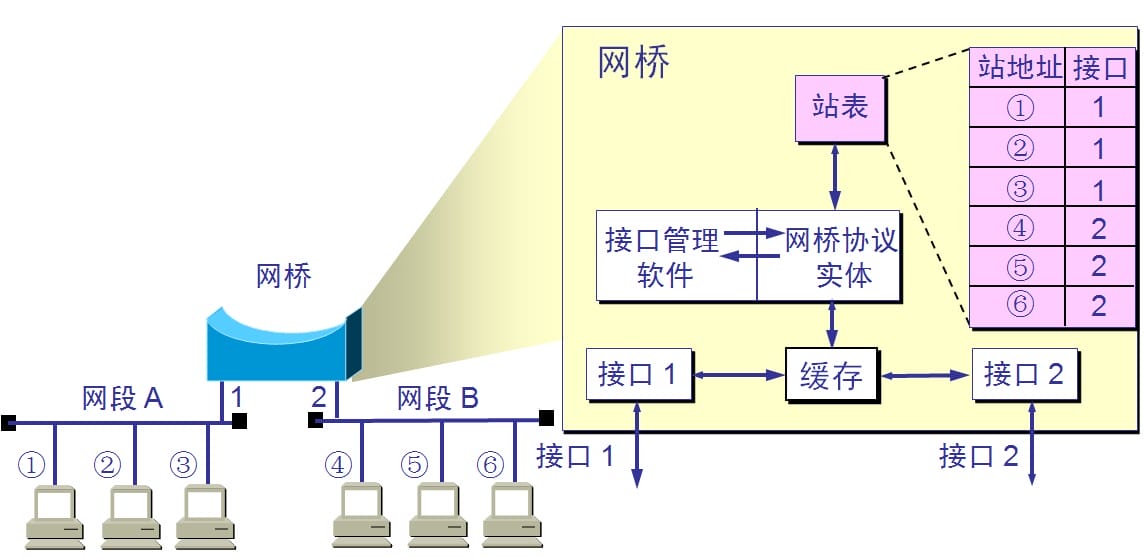 网桥
站表
站地址 接口
① 1
② 1
③ 1
④ 2
⑤ 2
⑥ 2
接口管理
软件
网桥协议
实体
接口 1
缓存
接口 2
接口 1
接口 2
网桥
网段 A
1
2
网段 B
①
②
③
④
⑤
⑥